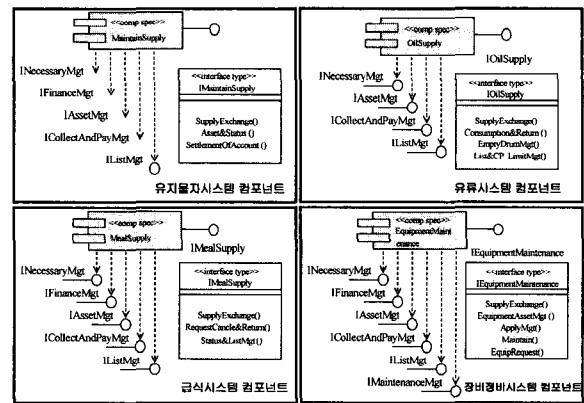 <<comp spec>>
MaintainSupply
INecessaryMgt
IFinanceMgt
IAssetMgt
ICollectAndPayMgt
IListMgt
<<interface type>>
IMaintainSupply
SupplyExchange()
Asset&Status ()
SettlementOfAccount ()
유지물자시스템 컴포넌트
<<comp spec>>
OilSupply
IOilSupply
INecessaryMgt
IAssetMgt
ICollectAndPayMgt
IListMgt
<<interface type>>
IOilSupply
SupplyExchange()
Consumption&Return ()
EmptyDrumMgt()
List&CP LimitMgt()
유류시스템 컴포넌트
<<comp spec>>
MealSupply
IMealSupply
INecessaryMgt
IFinanceMgt
IAssetMgt
ICollectAndPayMgt
IListMgt
<<interface type>>
IMealSupply
SupplyExchange()
RequestCancle&Return()
Status&ListMgt()
급식시스템 컴포넌트
<<comp spec>>
EquipmentMaint
enance
IEquipmentMaintenance
INecessaryMgt
IFinanceMgt
IAssetMgt
ICollectAndPayMgt
IListMgt
IMaintenanceMgt
<<interface type>>
IEquipmentMaintenance
SupplyExchange()
EquipmentAssetMgt ()
ApplyMgt()
Maintain()
EquipRequest()
장비정비시스템 컴포넌트